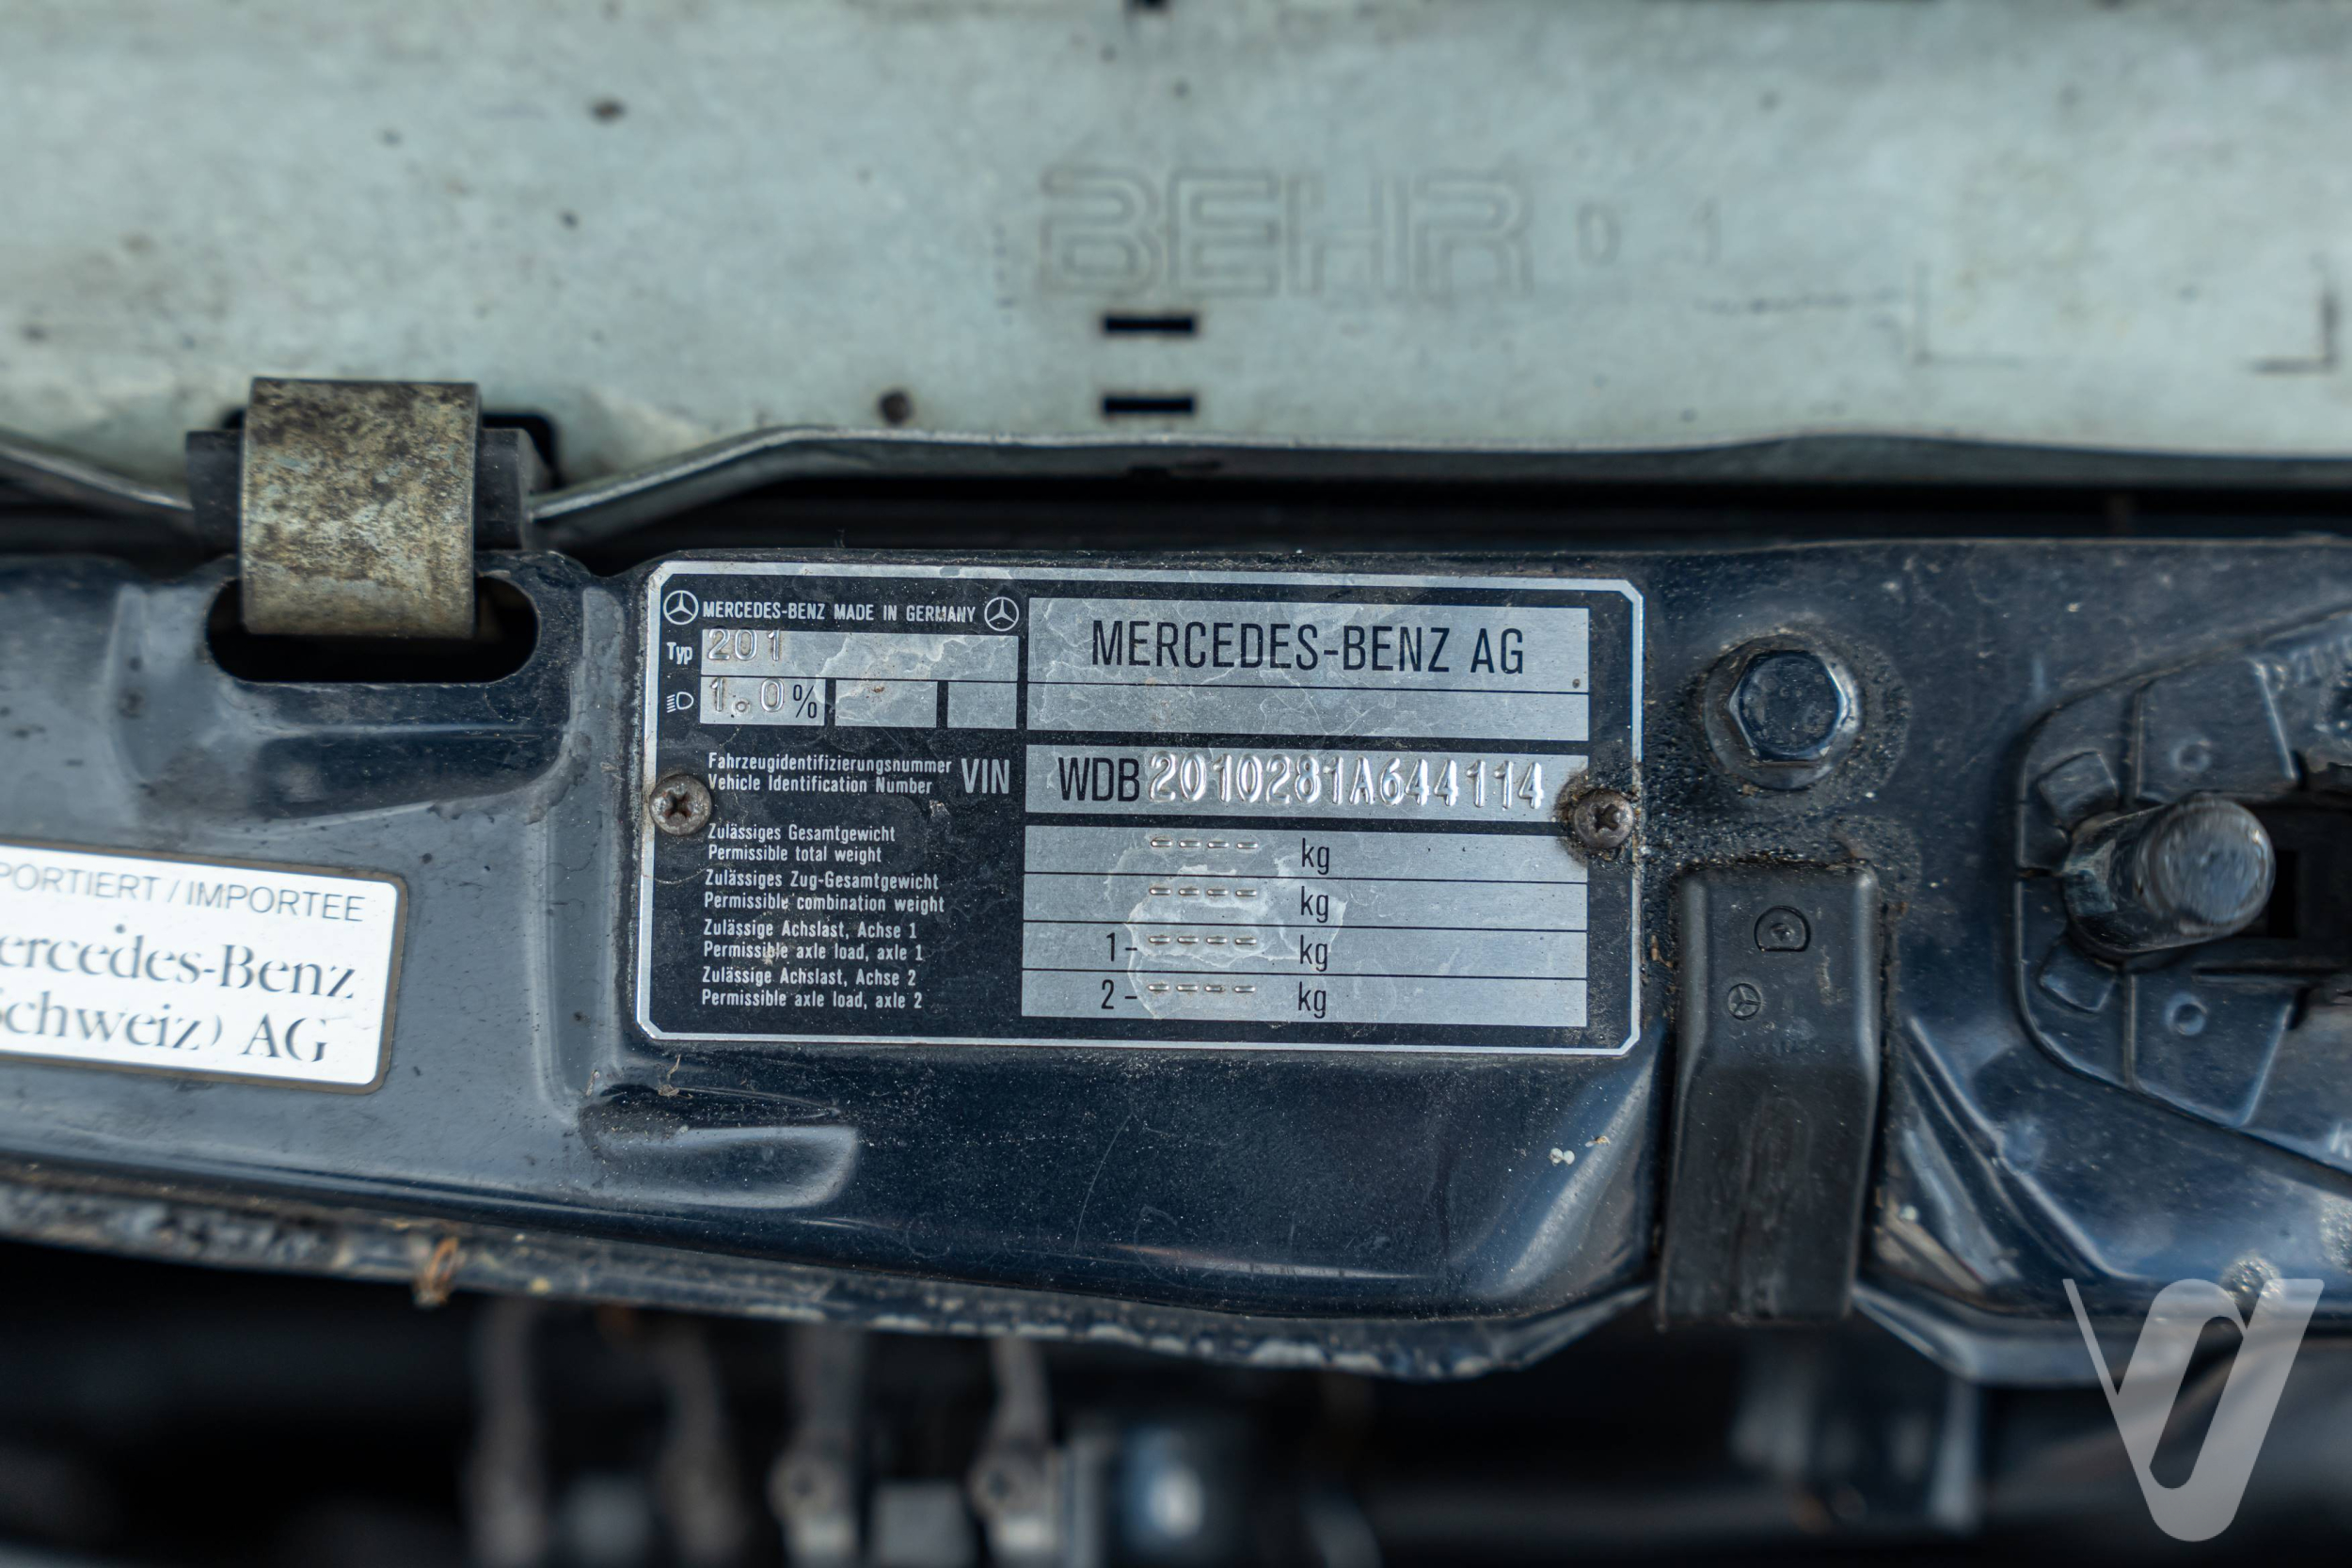 BEHR
MERCEDES-BENZ MADE IN GERMANY
Typ 201
1.0%
MERCEDES-BENZ AG
Fahrzeugidentifizierungsnummer
Vehicle Identification Number
VIN WDB2010281A644114
Zulässiges Gesamtgewicht
Permissible total weight
---- kg
Zulässiges Zug-Gesamtgewicht
Permissible combination weight
---- kg
Zulässige Achslast, Achse 1
Permissible axle load, axle 1
1- ---- kg
Zulässige Achslast, Achse 2
Permissible axle load, axle 2
2- ---- kg
PORTIERT / IMPORTEE
ercedes-Benz
Schweiz) AG